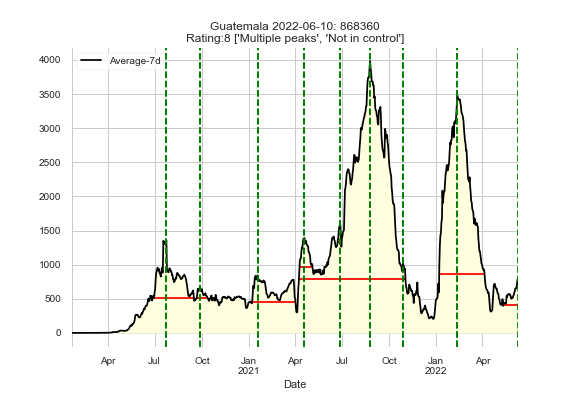 Guatemala 2022-06-10: 868360
Rating:8 ['Multiple peaks', 'Not in control']
Average-7d
4000
3500
3000
2500
2000
1500
1000
500
0
Apr Jul Oct Jan Apr Jul Oct Jan Apr
2021 2022
Date